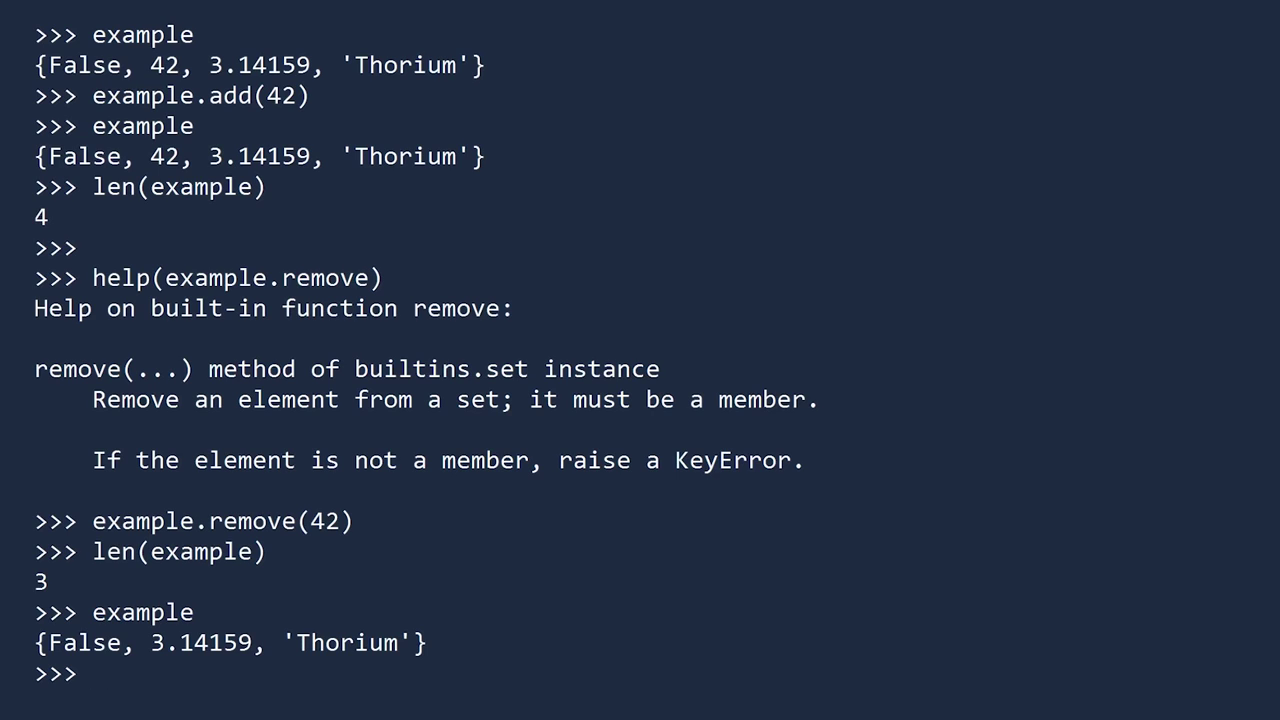 >>> example
{False, 42, 3.14159, 'Thorium'}
>>> example.add(42)
>>> example
{False, 42, 3.14159, 'Thorium'}
>>> len(example)
4
>>>
>>> help(example.remove)
Help on built-in function remove:

remove(...) method of builtins.set instance
    Remove an element from a set; it must be a member.

    If the element is not a member, raise a KeyError.

>>> example.remove(42)
>>> len(example)
3
>>> example
{False, 3.14159, 'Thorium'}
>>>